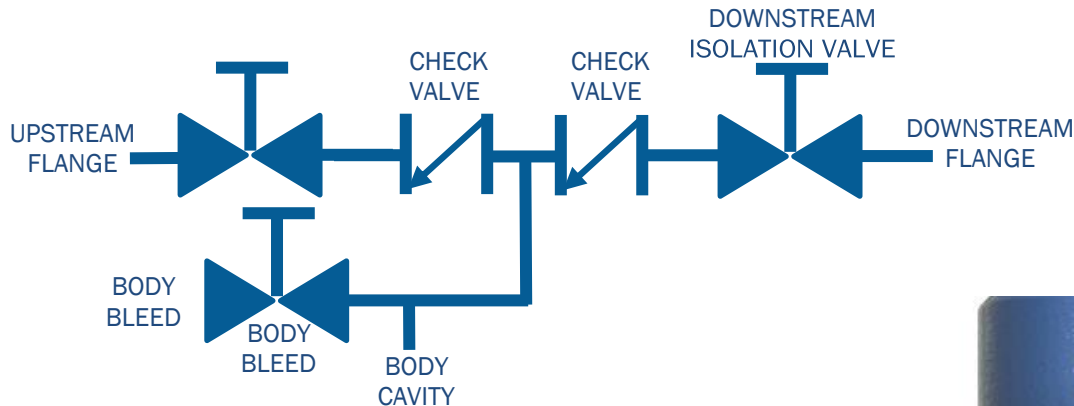 DOWNSTREAM
ISOLATION VALVE
CHECK
VALVE
CHECK
VALVE
UPSTREAM
FLANGE
DOWNSTREAM
FLANGE
BODY
BLEED
BODY
BLEED
BODY
CAVITY